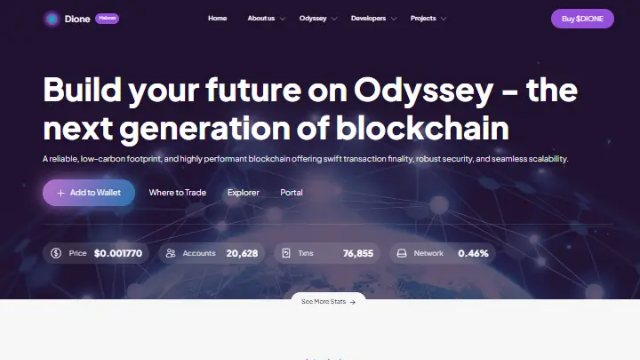 Dione Mainnet
Home About us Odyssey Developers Projects
Buy $DIONE
Build your future on Odyssey – the
next generation of blockchain
A reliable, low-carbon footprint, and highly performant blockchain offering swift transaction finality, robust security, and seamless scalability.
+ Add to Wallet Where to Trade Explorer Portal
Price $0.001770 Accounts 20,628 Txns 76,855 Network 0.46%
See More Stats →